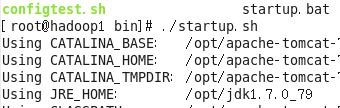 configtest.sh startup.bat
[root@hadoop1 bin]# ./startup.sh
Using CATALINA_BASE: /opt/apache-tomcat-
Using CATALINA_HOME: /opt/apache-tomcat-
Using CATALINA_TMPDIR: /opt/apache-tomcat-
Using JRE_HOME: /opt/jdk1.7.0_79